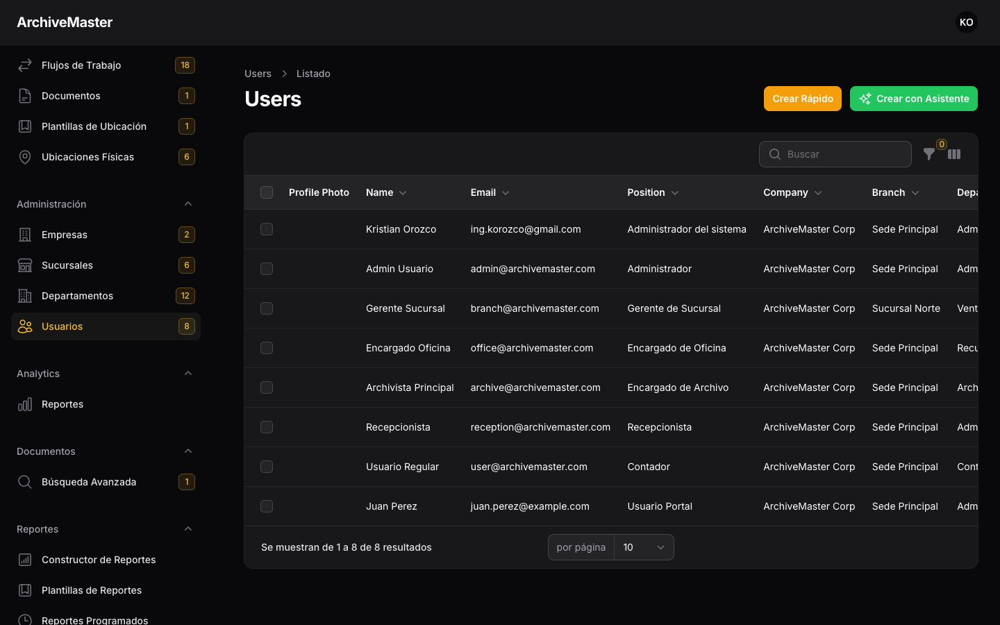 ArchiveMaster
KO
Flujos de Trabajo 18
Documentos 1
Plantillas de Ubicación 1
Ubicaciones Físicas 6
Administración
Empresas 2
Sucursales 6
Departamentos 12
Usuarios 8
Analytics
Reportes
Documentos
Búsqueda Avanzada 1
Reportes
Constructor de Reportes
Plantillas de Reportes
Reportes Programados
Users > Listado
Users
Crear Rápido
Crear con Asistente
Buscar
0
Profile Photo Name Email Position Company Branch Depa
Kristian Orozco ing.korozco@gmail.com Administrador del sistema ArchiveMaster Corp Sede Principal Adm
Admin Usuario admin@archivemaster.com Administrador ArchiveMaster Corp Sede Principal Adm
Gerente Sucursal branch@archivemaster.com Gerente de Sucursal ArchiveMaster Corp Sucursal Norte Vent
Encargado Oficina office@archivemaster.com Encargado de Oficina ArchiveMaster Corp Sede Principal Recu
Archivista Principal archive@archivemaster.com Encargado de Archivo ArchiveMaster Corp Sede Principal Arch
Recepcionista reception@archivemaster.com Recepcionista ArchiveMaster Corp Sede Principal Adm
Usuario Regular user@archivemaster.com Contador ArchiveMaster Corp Sede Principal Cont
Juan Perez juan.perez@example.com Usuario Portal ArchiveMaster Corp Sede Principal Adm
Se muestran de 1 a 8 de 8 resultados
por página 10